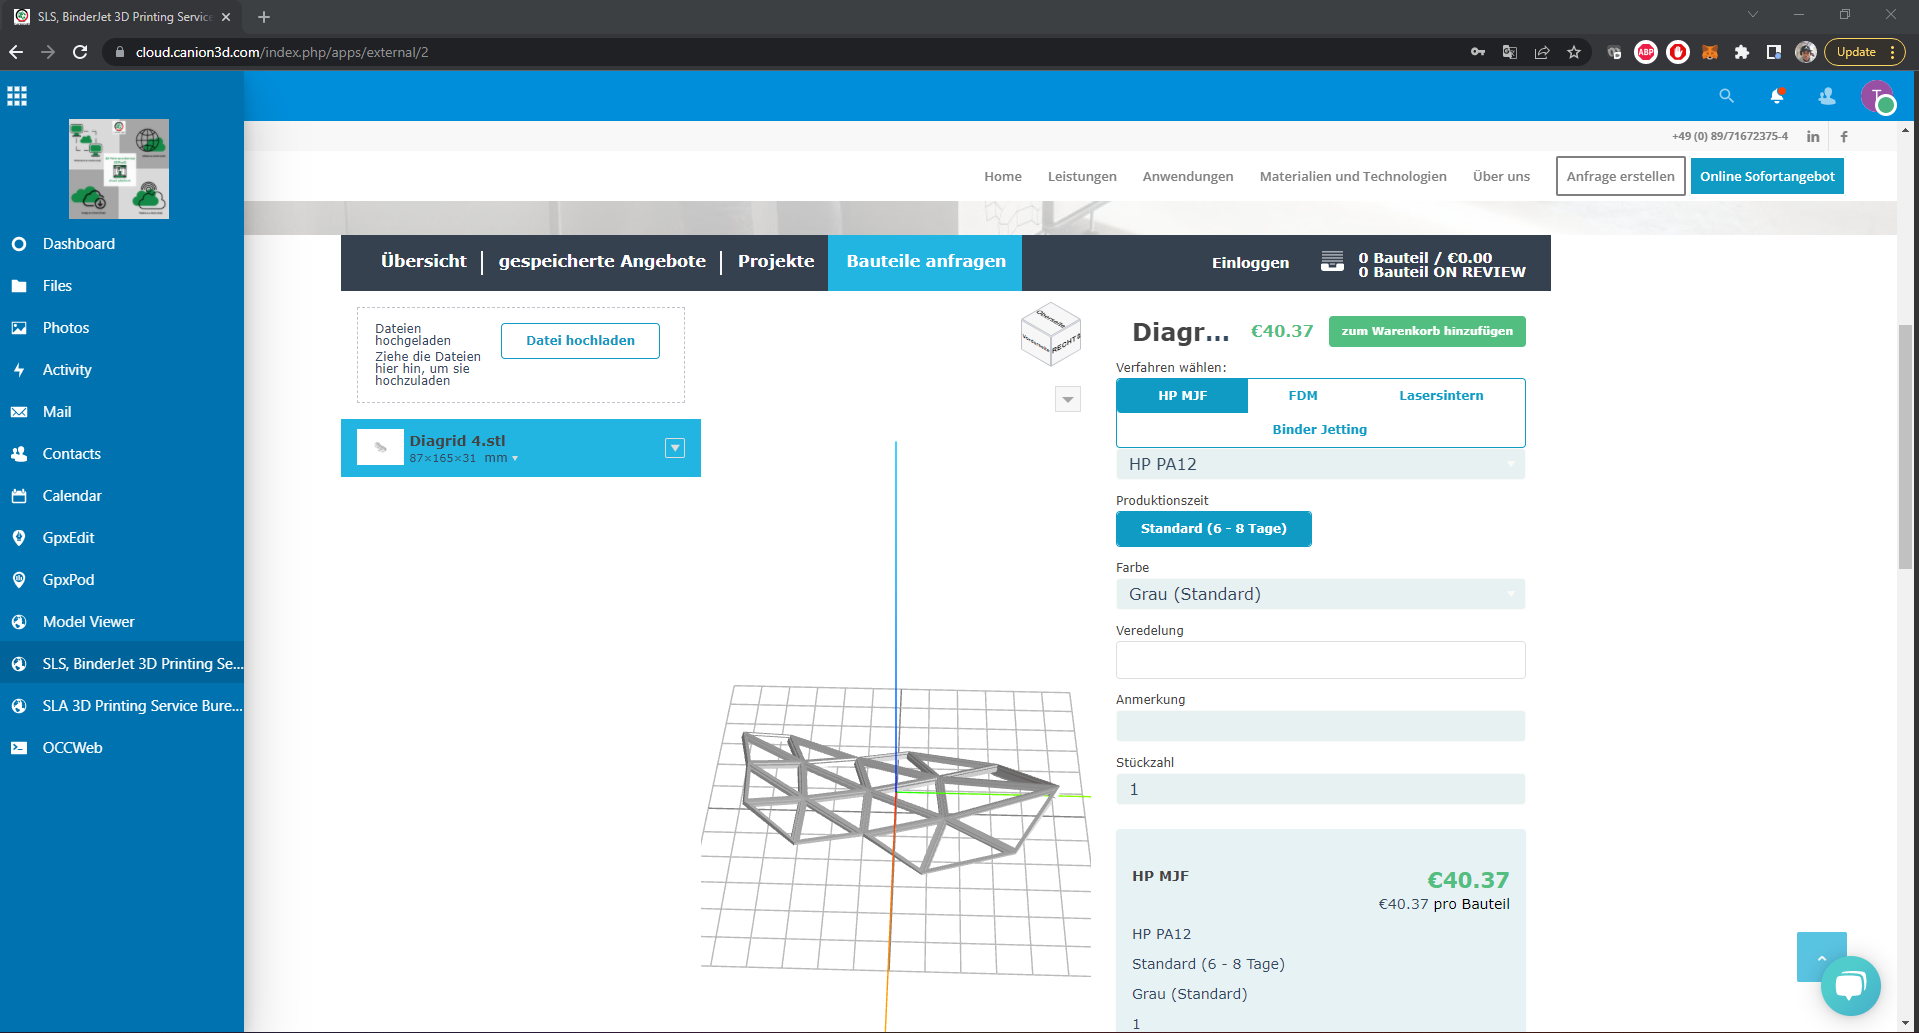 SLS, BinderJet 3D Printing Service
cloud.canion3d.com/index.php/apps/external/2
ABP
Update
T
+49 (0) 89/71672375-4
in
f
Home
Leistungen
Anwendungen
Materialien und Technologien
Über uns
Anfrage erstellen
Online Sofortangebot
Dashboard
Files
Photos
Activity
Mail
Contacts
Calendar
GpxEdit
GpxPod
Model Viewer
SLS, BinderJet 3D Printing Se...
SLA 3D Printing Service Bure...
OCCWeb
Übersicht
gespeicherte Angebote
Projekte
Bauteile anfragen
Einloggen
0 Bauteil / €0.00
0 Bauteil ON REVIEW
Dateien
hochgeladen
Ziehe die Dateien
hier hin, um sie
hochzuladen
Datei hochladen
Diagrid 4.stl
87×165×31 mm
Oberseite
Vorderseite
RECHTS
Diagr...
€40.37
zum Warenkorb hinzufügen
Verfahren wählen:
HP MJF
FDM
Lasersintern
Binder Jetting
HP PA12
Produktionszeit
Standard (6 - 8 Tage)
Farbe
Grau (Standard)
Veredelung
Anmerkung
Stückzahl
1
HP MJF
€40.37
€40.37 pro Bauteil
HP PA12
Standard (6 - 8 Tage)
Grau (Standard)
1